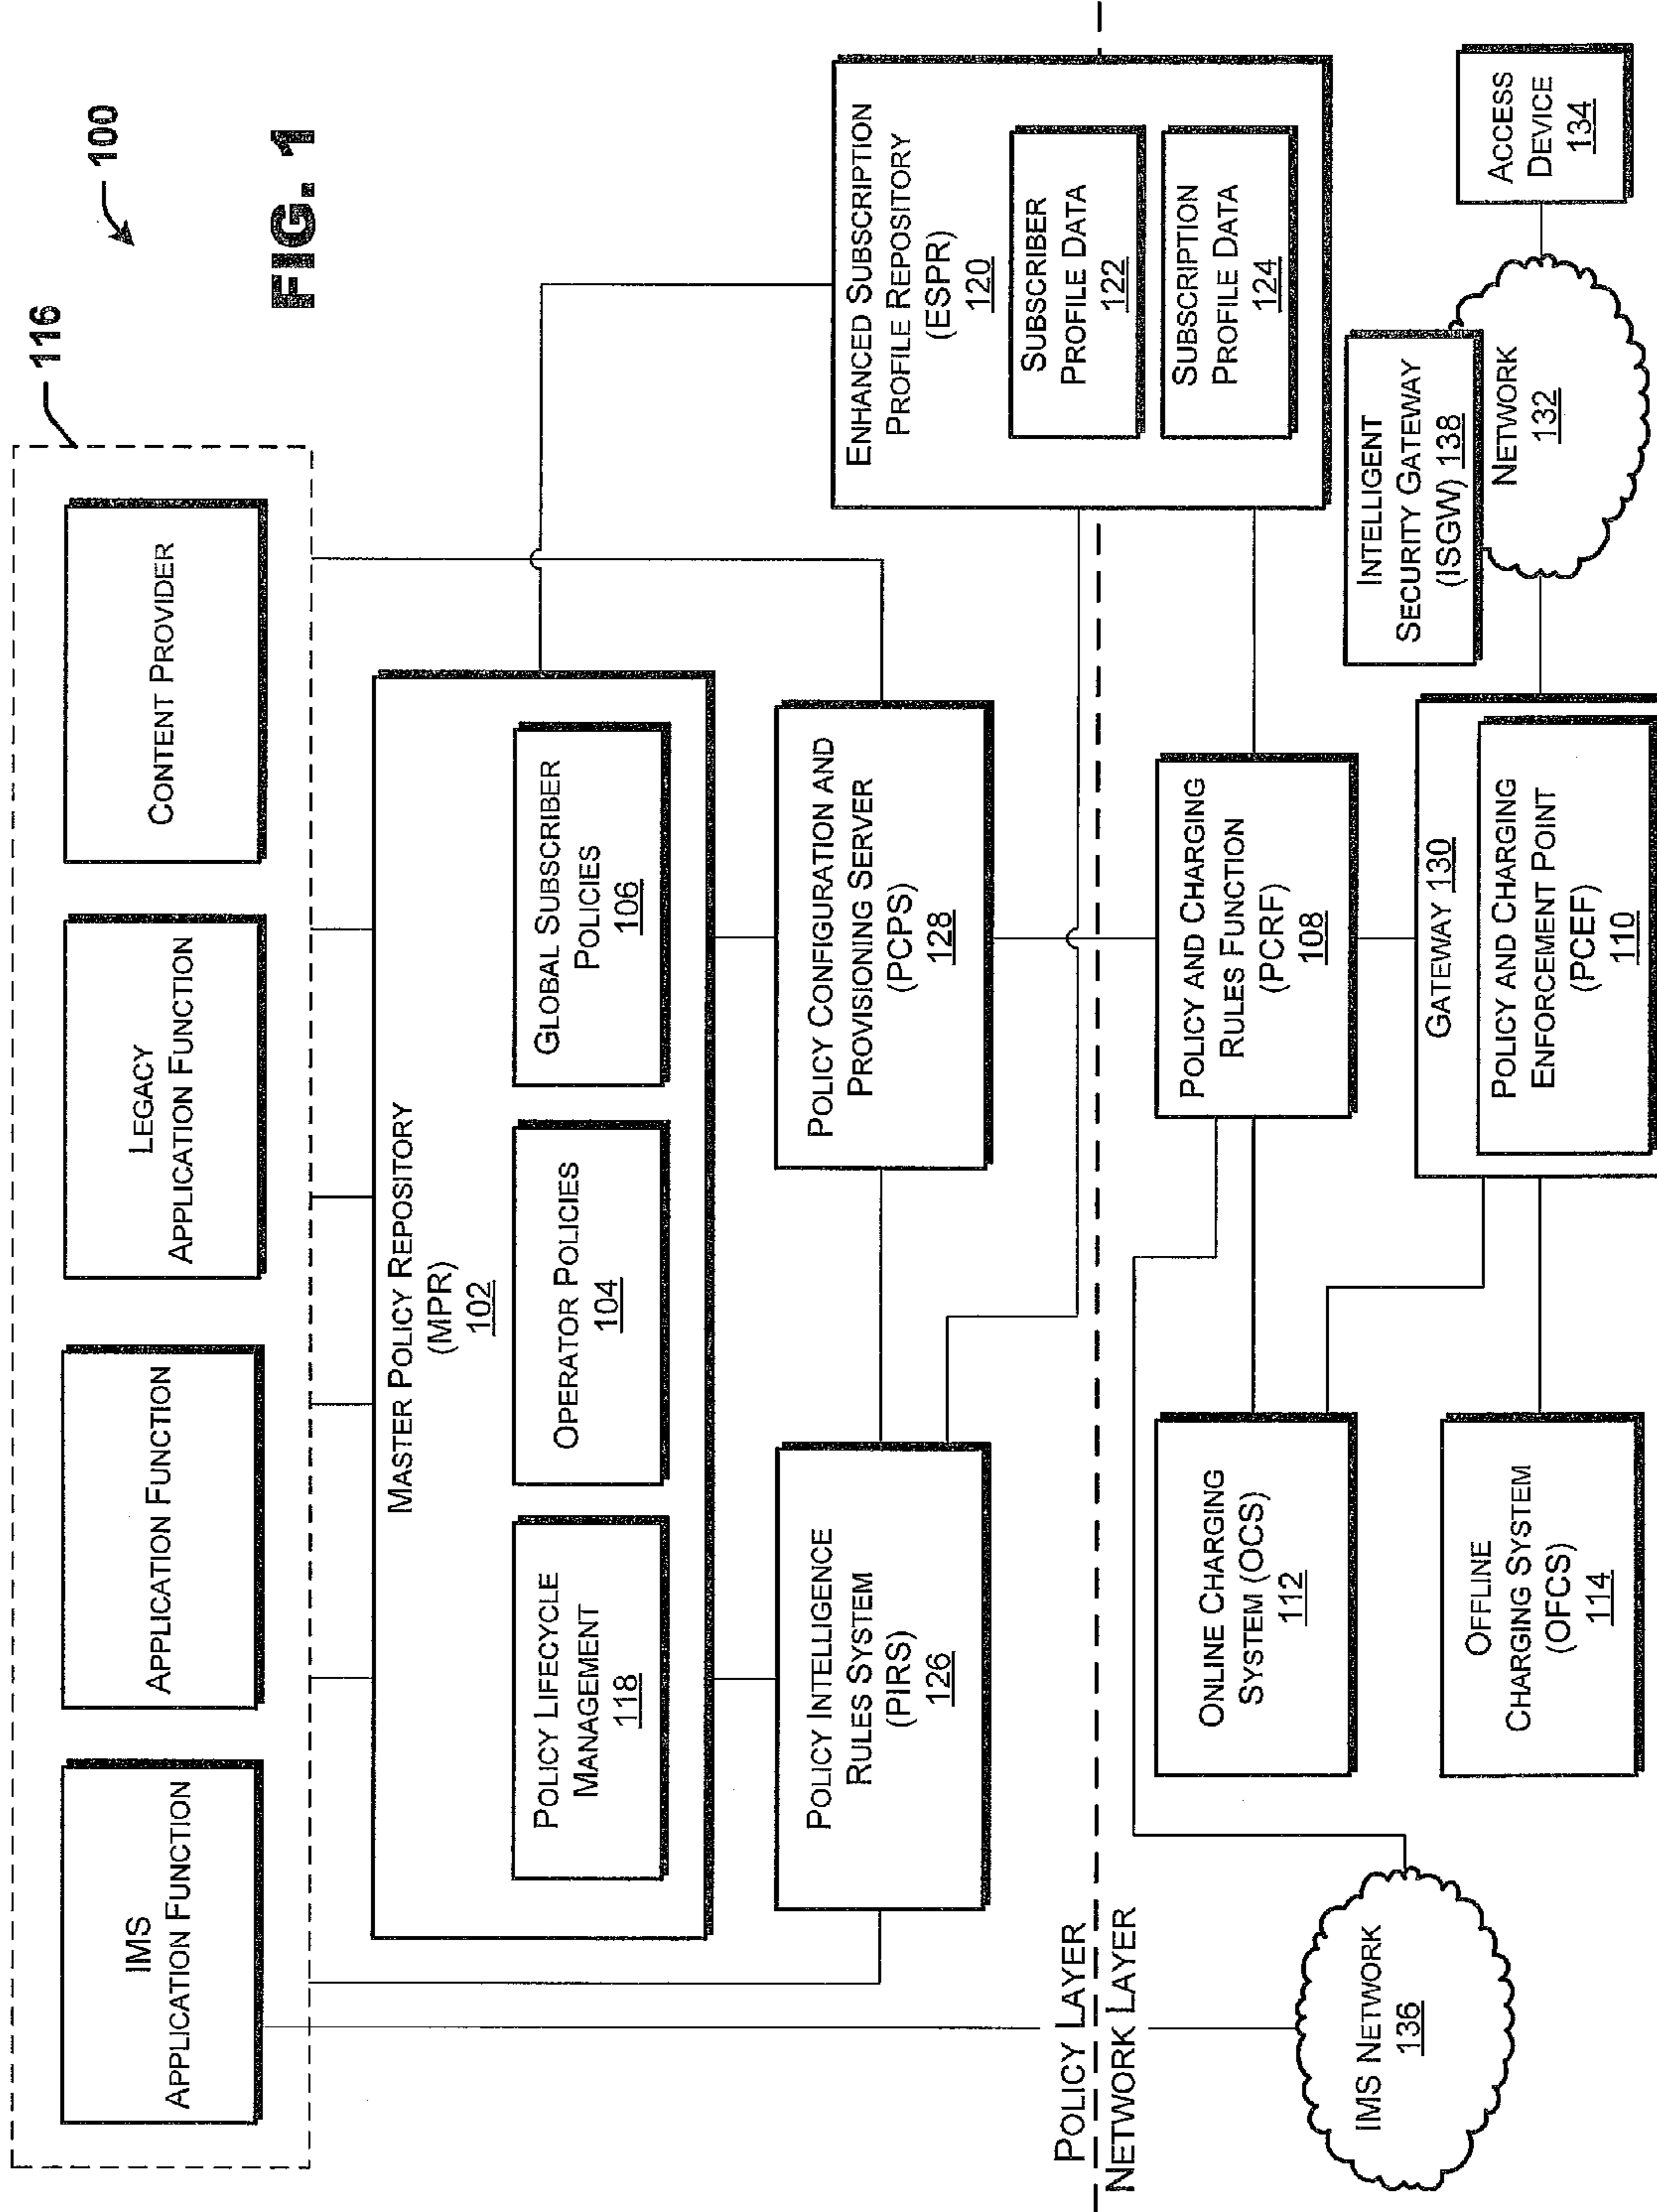 116
100
FIG. 1
IMS
APPLICATION FUNCTION
APPLICATION FUNCTION
LEGACY
APPLICATION FUNCTION
CONTENT PROVIDER
MASTER POLICY REPOSITORY
(MPR)
102
POLICY LIFECYCLE
MANAGEMENT
118
OPERATOR POLICIES
104
GLOBAL SUBSCRIBER
POLICIES
106
POLICY INTELLIGENCE
RULES SYSTEM
(PIRS)
126
POLICY CONFIGURATION AND
PROVISIONING SERVER
(PCPS)
128
ENHANCED SUBSCRIPTION
PROFILE REPOSITORY
(ESPR)
120
SUBSCRIBER
PROFILE DATA
122
SUBSCRIPTION
PROFILE DATA
124
POLICY LAYER
NETWORK LAYER
ONLINE CHARGING
SYSTEM (OCS)
112
POLICY AND CHARGING
RULES FUNCTION
(PCRF)
108
IMS NETWORK
136
OFFLINE
CHARGING SYSTEM
(OFCS)
114
GATEWAY 130
POLICY AND CHARGING
ENFORCEMENT POINT
(PCEF)
110
INTELLIGENT
SECURITY GATEWAY
(ISGW) 138
NETWORK
132
ACCESS
DEVICE
134